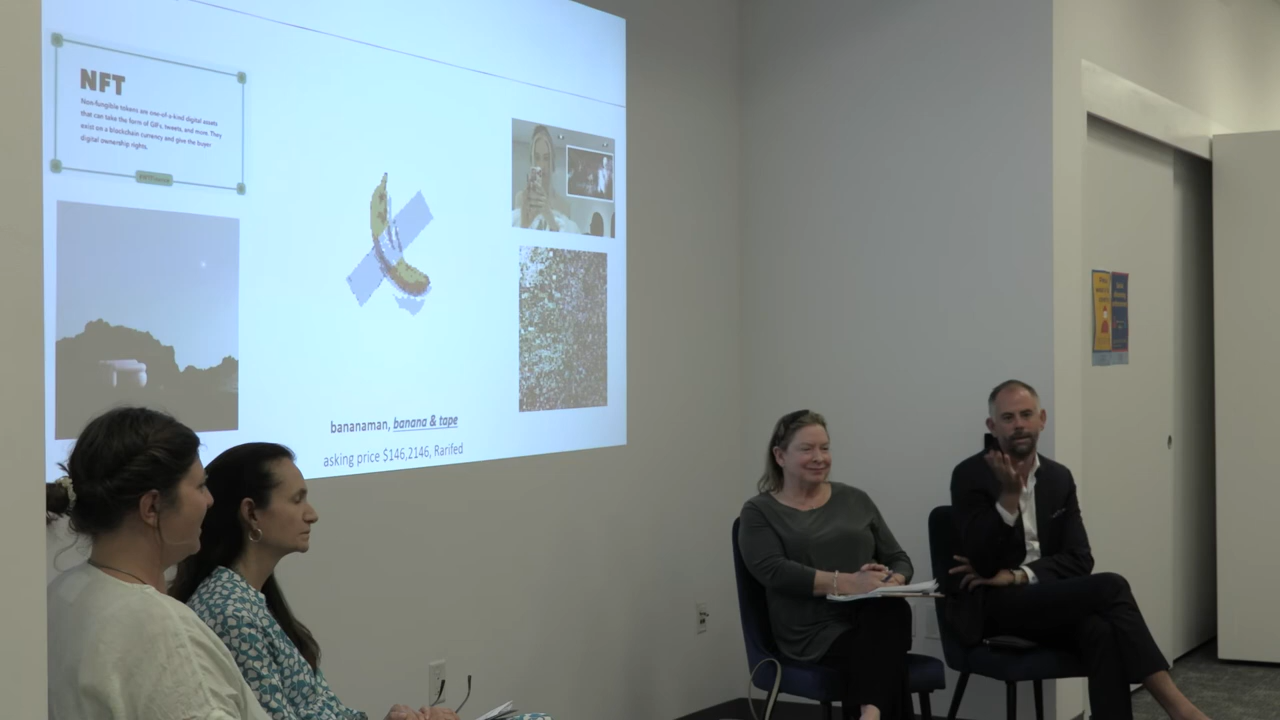 NFT
Non-fungible tokens are one-of-a-kind digital assets
that can take the form of GIFs, tweets, and more. They
exist on a blockchain currency and give the buyer
digital ownership rights.
bananaman, banana & tape
asking price $146,2146, Rarifed